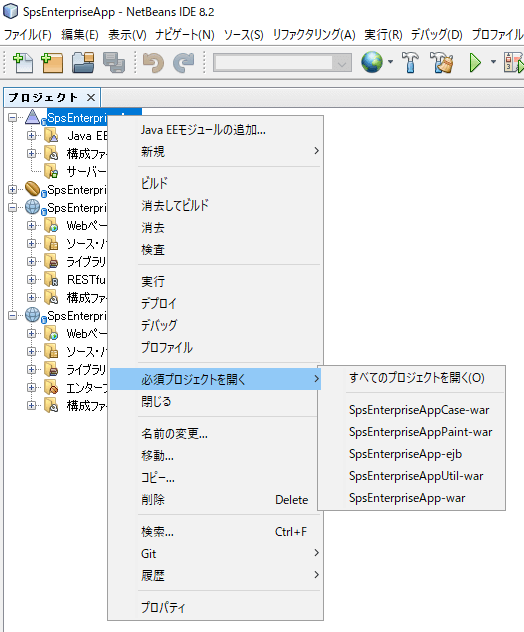 SpsEnterpriseApp - NetBeans IDE 8.2
ファイル(F) 編集(E) 表示(V) ナビゲート(N) ソース(S) リファクタリング(A) 実行(R) デバッグ(D) プロファイル
プロジェクト ×
SpsEnterpri
Java EE
構成ファ
サーバー
SpsEnterpri
SpsEnterpri
Webペー
ソース・パ
ライブラリ
RESTfu
構成ファ
SpsEnterpri
Webペー
ソース・パ
ライブラリ
エンタープ
構成ファ
Java EEモジュールの追加...
新規
ビルド
消去してビルド
消去
検査
実行
デプロイ
デバッグ
プロファイル
必須プロジェクトを開く
閉じる
名前の変更...
移動...
コピー...
削除 Delete
検索... Ctrl+F
Git
履歴
プロパティ
すべてのプロジェクトを開く(O)
SpsEnterpriseAppCase-war
SpsEnterpriseAppPaint-war
SpsEnterpriseApp-ejb
SpsEnterpriseAppUtil-war
SpsEnterpriseApp-war